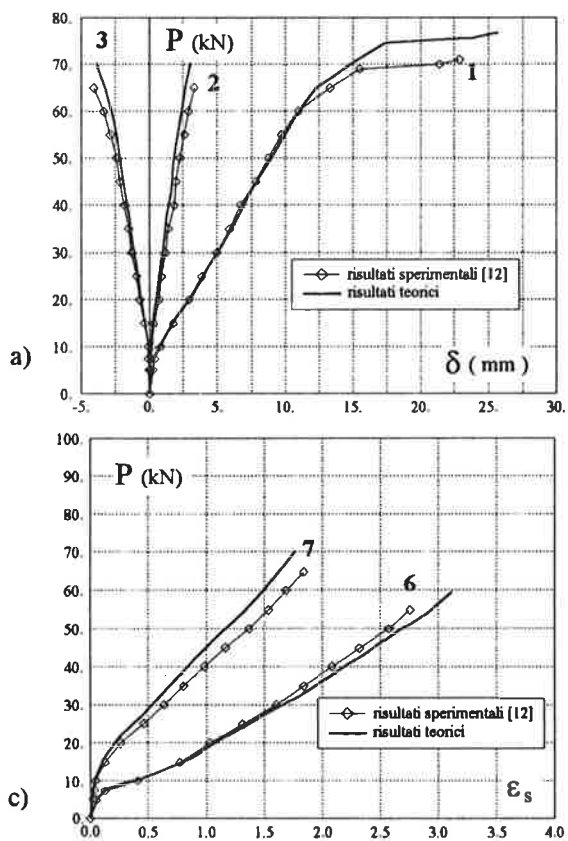 80.
70.
60.
50.
40.
30.
20.
10.
0.
3
P (kN)
2
1
risultati sperimentali [12]
risultati teorici
a)
δ ( mm )
-5. 0. 5. 10. 15. 20. 25. 30.
100.
90.
80.
70.
60.
50.
40.
30.
20.
10.
0.
P (kN)
7
6
risultati sperimentali [12]
risultati teorici
c)
εs
0.0 0.5 1.0 1.5 2.0 2.5 3.0 3.5 4.0